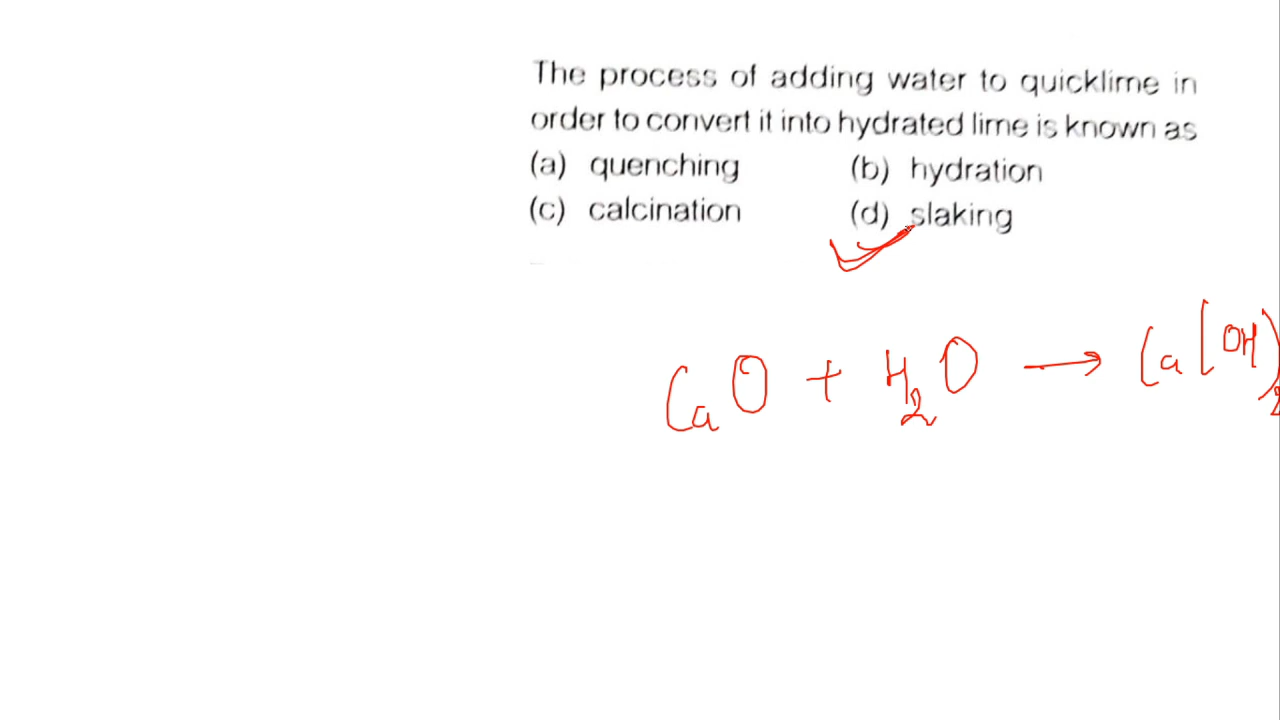 The process of adding water to quicklime in
order to convert it into hydrated lime is known as
(a) quenching (b) hydration
(c) calcination (d) slaking
CaO + H₂O → Ca(OH)₂